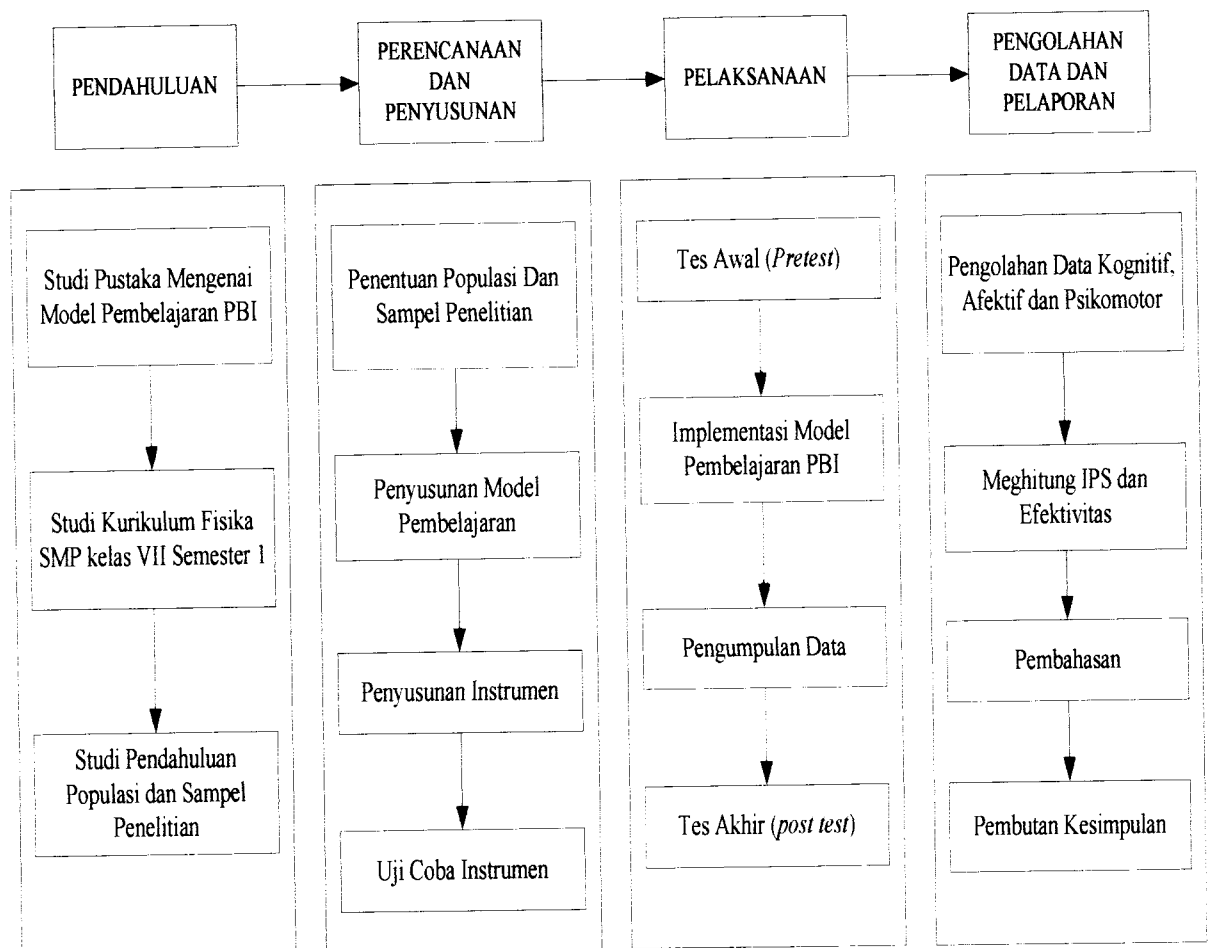 PENDAHULUAN
PERENCANAAN
DAN
PENYUSUNAN
PELAKSANAAN
PENGOLAHAN
DATA DAN
PELAPORAN
Studi Pustaka Mengenai
Model Pembelajaran PBI
Studi Kurikulum Fisika
SMP kelas VII Semester 1
Studi Pendahuluan
Populasi dan Sampel
Penelitian
Penentuan Populasi Dan
Sampel Penelitian
Penyusunan Model
Pembelajaran
Penyusunan Instrumen
Uji Coba Instrumen
Tes Awal (Pretest)
Implementasi Model
Pembelajaran PBI
Pengumpulan Data
Tes Akhir (post test)
Pengolahan Data Kognitif,
Afektif dan Psikomotor
Meghitung IPS dan
Efektivitas
Pembahasan
Pembutan Kesimpulan